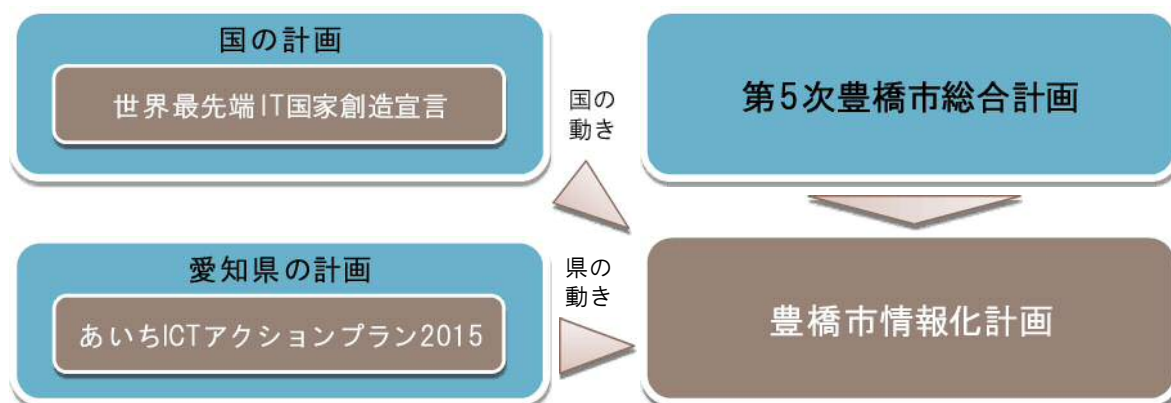 国の計画
世界最先端IT国家創造宣言
国の
動き
第5次豊橋市総合計画
愛知県の計画
あいちICTアクションプラン2015
県の
動き
豊橋市情報化計画